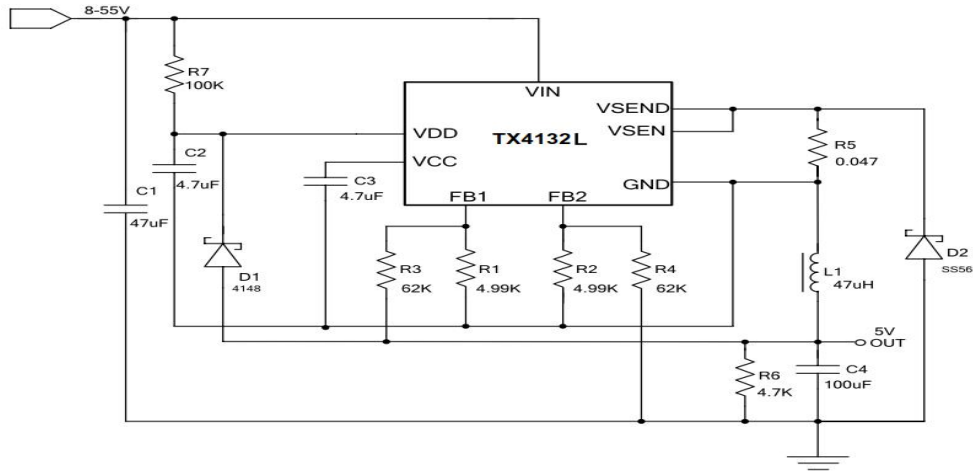 8-55V
R7
100K
VIN
VSEND
VSEN
TX4132L
VDD
VCC
GND
FB1
FB2
R5
0.047
C2
4.7uF
C1
47uF
C3
4.7uF
D1
4148
R3
62K
R1
4.99K
R2
4.99K
R4
62K
L1
47uH
D2
SS56
5V
OUT
R6
4.7K
C4
100uF